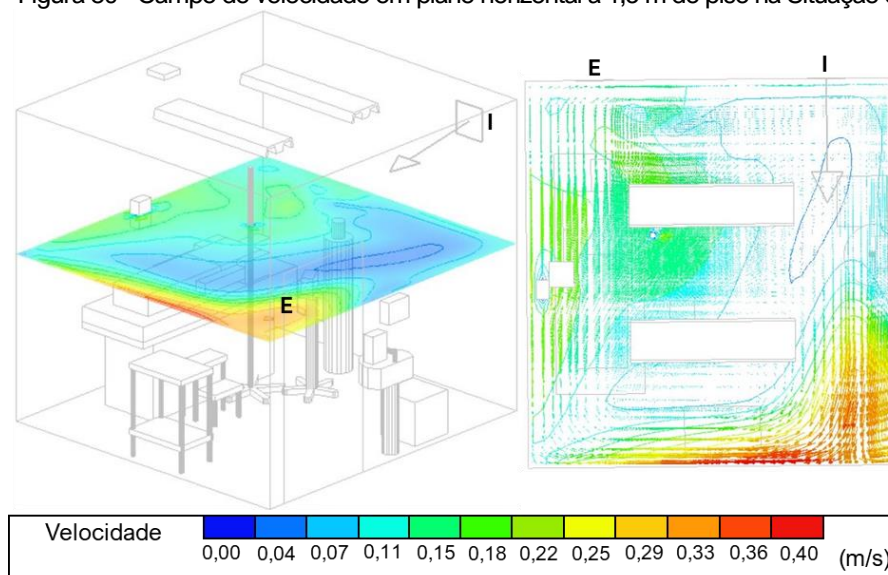 Figura 30 - Campo de velocidade em plano horizontal a 1,5 m do piso na Situação
E I
I
E
Velocidade
0,00 0,04 0,07 0,11 0,15 0,18 0,22 0,25 0,29 0,33 0,36 0,40 (m/s)